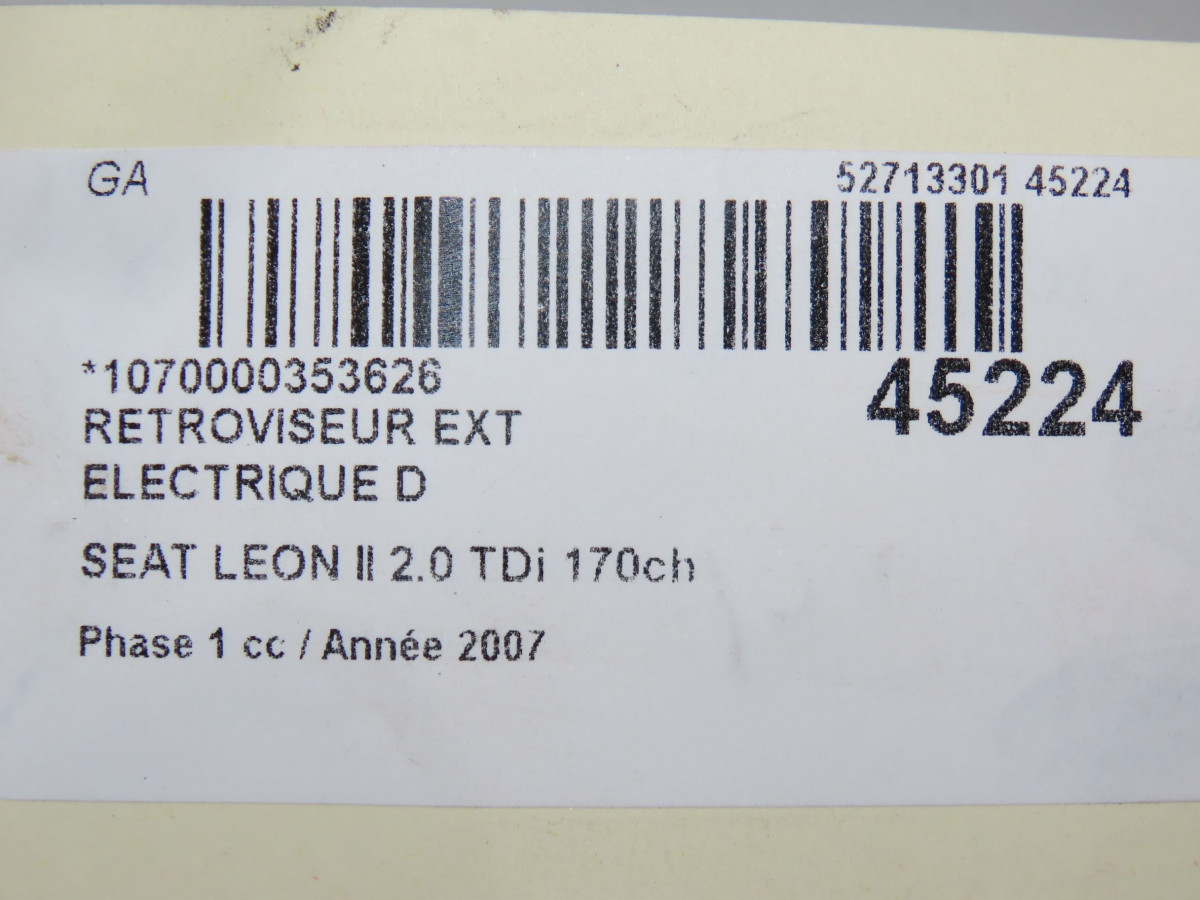 GA
52713301 45224
*1070000353626
45224
RETROVISEUR EXT
ELECTRIQUE D
SEAT LEON II 2.0 TDi 170ch
Phase 1 cc / Année 2007